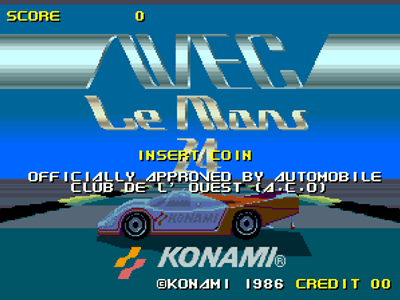 SCORE 0
WEC
Le Mans
24
INSERT COIN
OFFICIALLY APPROVED BY AUTOMOBILE
CLUB DE L' OUEST (A.C.O)
KONAMI
KONAMI®
©KONAMI 1986 CREDIT 00